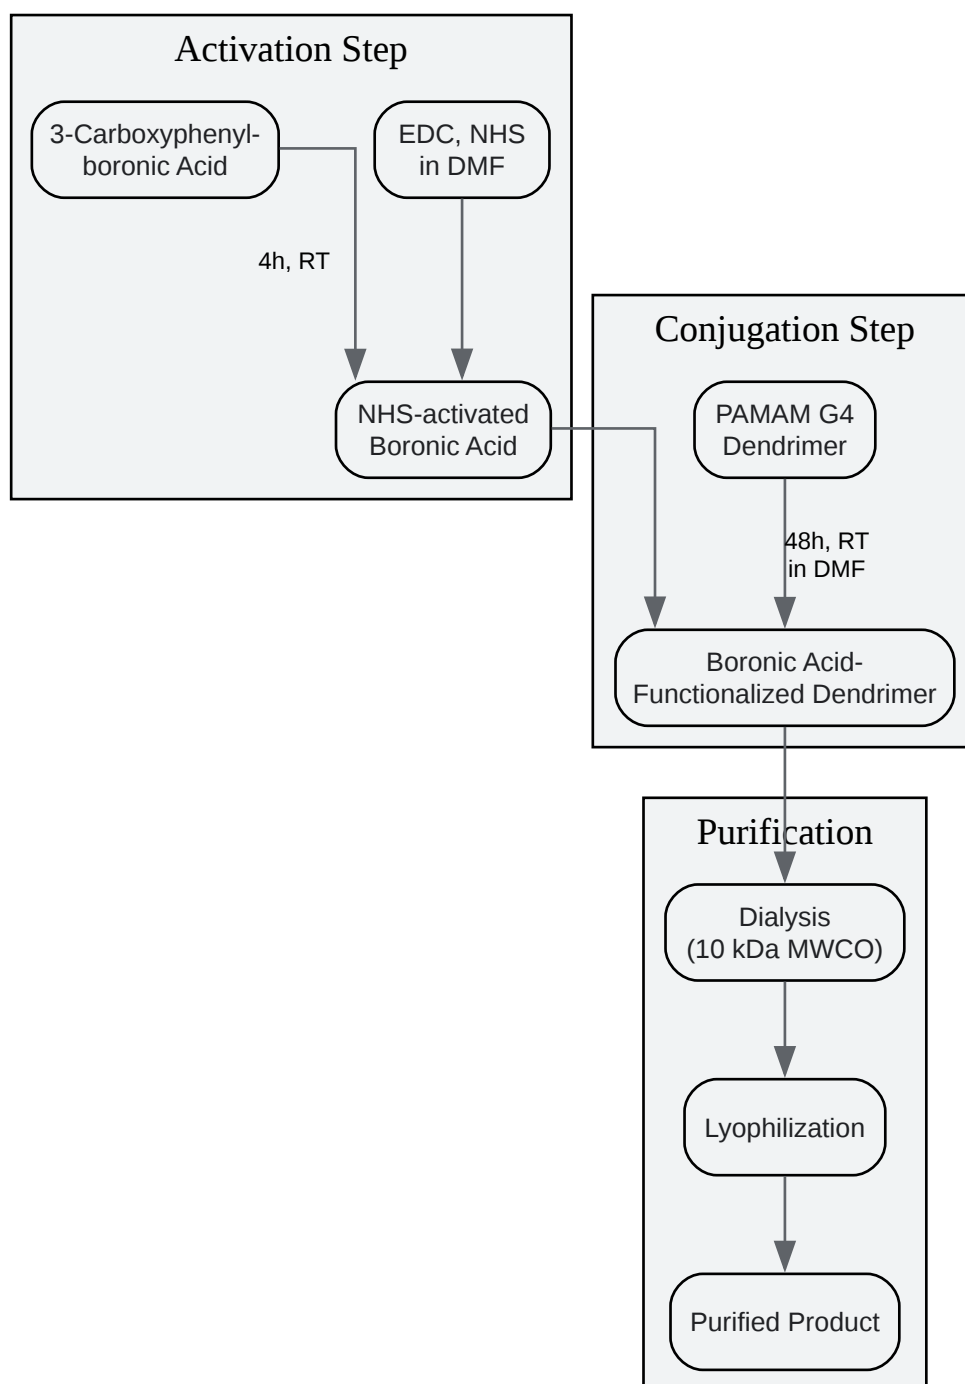 Activation Step
3-Carboxyphenyl-
boronic Acid
EDC, NHS
in DMF
4h, RT
NHS-activated
Boronic Acid
Conjugation Step
PAMAM G4
Dendrimer
48h, RT
in DMF
Boronic Acid-
Functionalized Dendrimer
Purification
Dialysis
(10 kDa MWCO)
Lyophilization
Purified Product